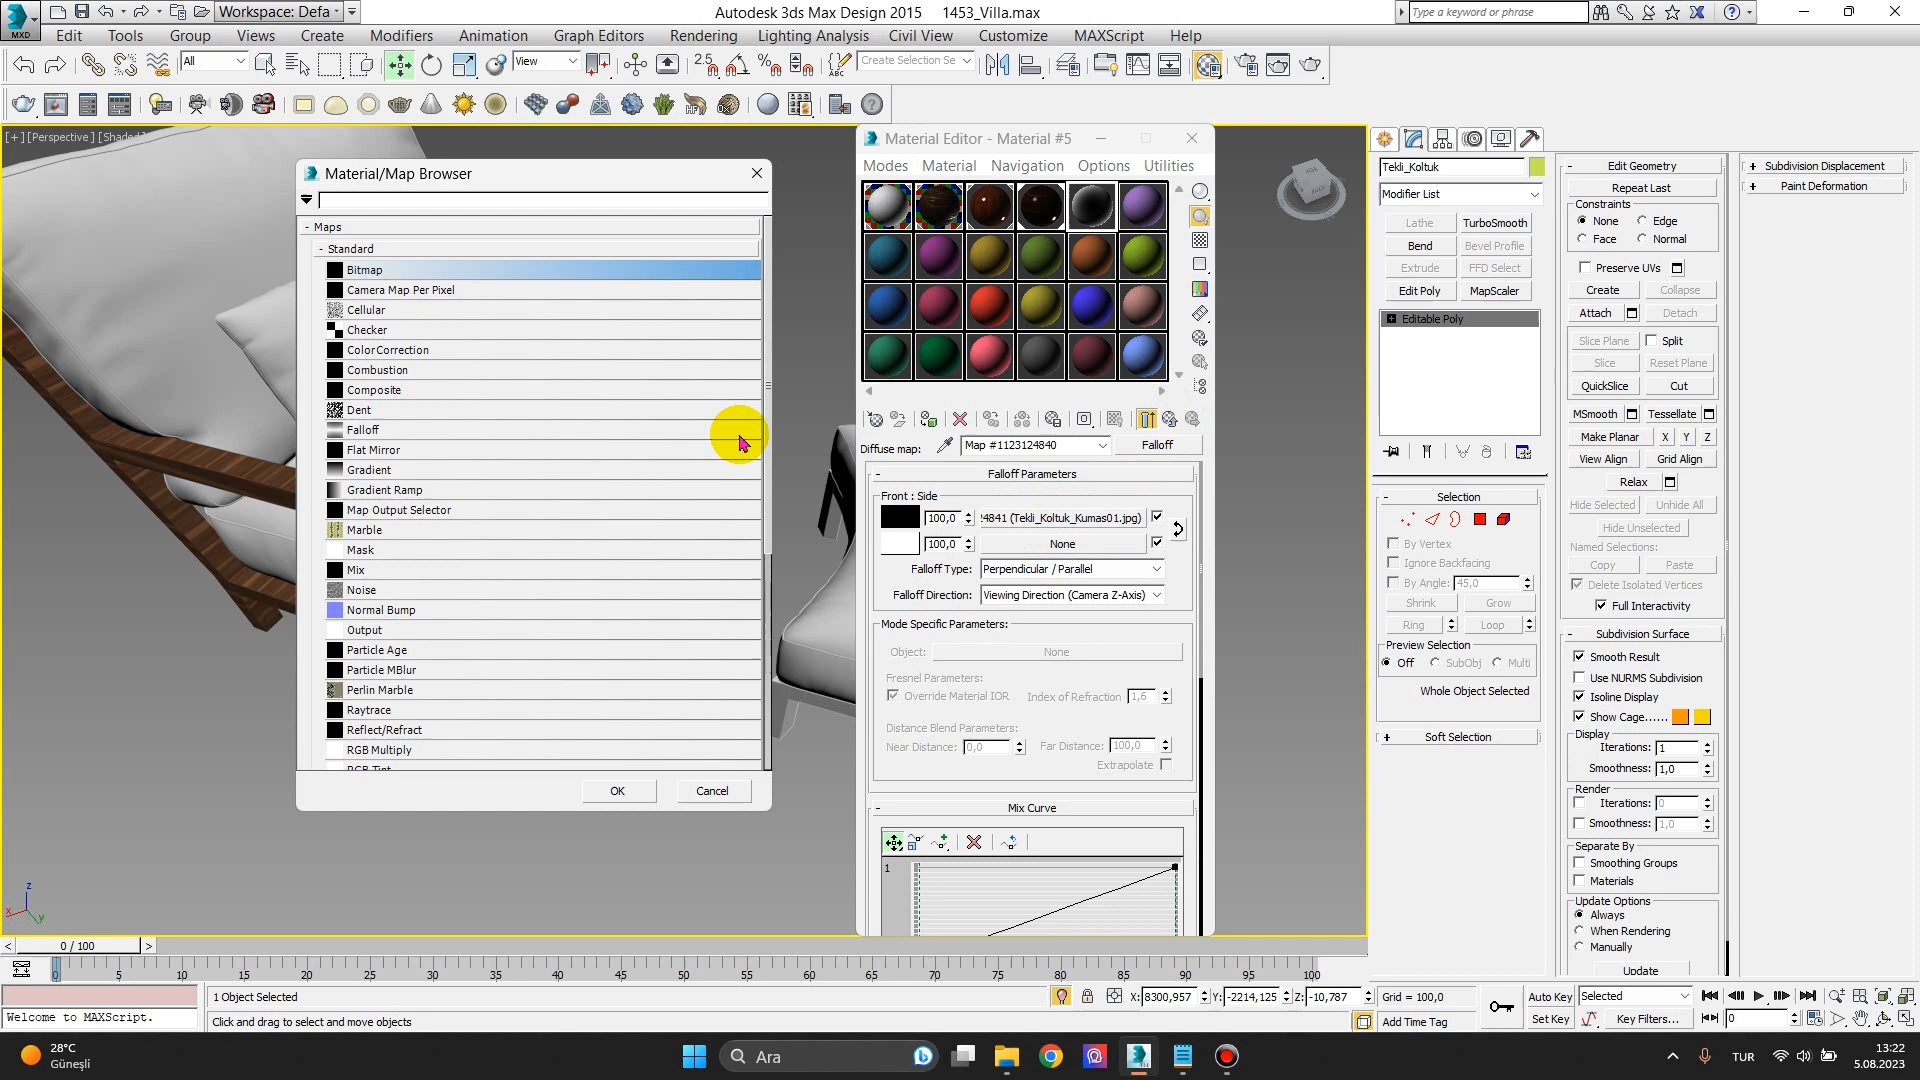 Workspace: Defa
Autodesk 3ds Max Design 2015 1453_Villa.max
Type a keyword or phrase
MXD
Edit Tools Group Views Create Modifiers Animation Graph Editors Rendering Lighting Analysis Civil View Customize MAXScript Help
All
View
2.5
Create Selection Se
[+][Perspective][Shaded
Material/Map Browser
- Maps
- Standard
Bitmap
Camera Map Per Pixel
Cellular
Checker
ColorCorrection
Combustion
Composite
Dent
Falloff
Flat Mirror
Gradient
Gradient Ramp
Map Output Selector
Marble
Mask
Mix
Noise
Normal Bump
Output
Particle Age
Particle MBlur
Perlin Marble
Raytrace
Reflect/Refract
RGB Multiply
RGB Tint
OK
Cancel
Material Editor - Material #5
Modes Material Navigation Options Utilities
Diffuse map:
Map #1123124840
Falloff
- Falloff Parameters
Front : Side
100,0
!4841 (Tekli_Koltuk_Kumas01.jpg)
100,0
None
Falloff Type: Perpendicular / Parallel
Falloff Direction: Viewing Direction (Camera Z-Axis)
Mode Specific Parameters:
Object: None
Fresnel Parameters:
Override Material IOR Index of Refraction 1,6
Distance Blend Parameters:
Near Distance: 0,0 Far Distance: 100,0
Extrapolate
- Mix Curve
1
Tekli_Koltuk
Modifier List
Lathe TurboSmooth
Bend Bevel Profile
Extrude FFD Select
Edit Poly MapScaler
Editable Poly
- Selection
By Vertex
Ignore Backfacing
By Angle: 45,0
Shrink Grow
Ring Loop
Preview Selection
Off SubObj Multi
Whole Object Selected
+ Soft Selection
- Edit Geometry
Repeat Last
Constraints
None Edge
Face Normal
Preserve UVs
Create Collapse
Attach Detach
Slice Plane Split
Slice Reset Plane
QuickSlice Cut
MSmooth Tessellate
Make Planar X Y Z
View Align Grid Align
Relax
Hide Selected Unhide All
Hide Unselected
Named Selections:
Copy Paste
Delete Isolated Vertices
Full Interactivity
- Subdivision Surface
Smooth Result
Use NURMS Subdivision
Isoline Display
Show Cage......
Display
Iterations: 1
Smoothness: 1,0
Render
Iterations: 0
Smoothness: 1,0
Separate By
Smoothing Groups
Materials
Update Options
Always
When Rendering
Manually
Update
+ Subdivision Displacement
+ Paint Deformation
z
x
y
< 0 / 100 >
0 5 10 15 20 25 30 35 40 45 50 55 60 65 70 75 80 85 90 95 100
Welcome to MAXScript.
1 Object Selected
Click and drag to select and move objects
X: 8300,957 Y: -2214,125 Z: -10,787
Grid = 100,0
Add Time Tag
Auto Key Selected
Set Key Key Filters...
0
28°C
Güneşli
Ara
TUR
13:22
5.08.2023